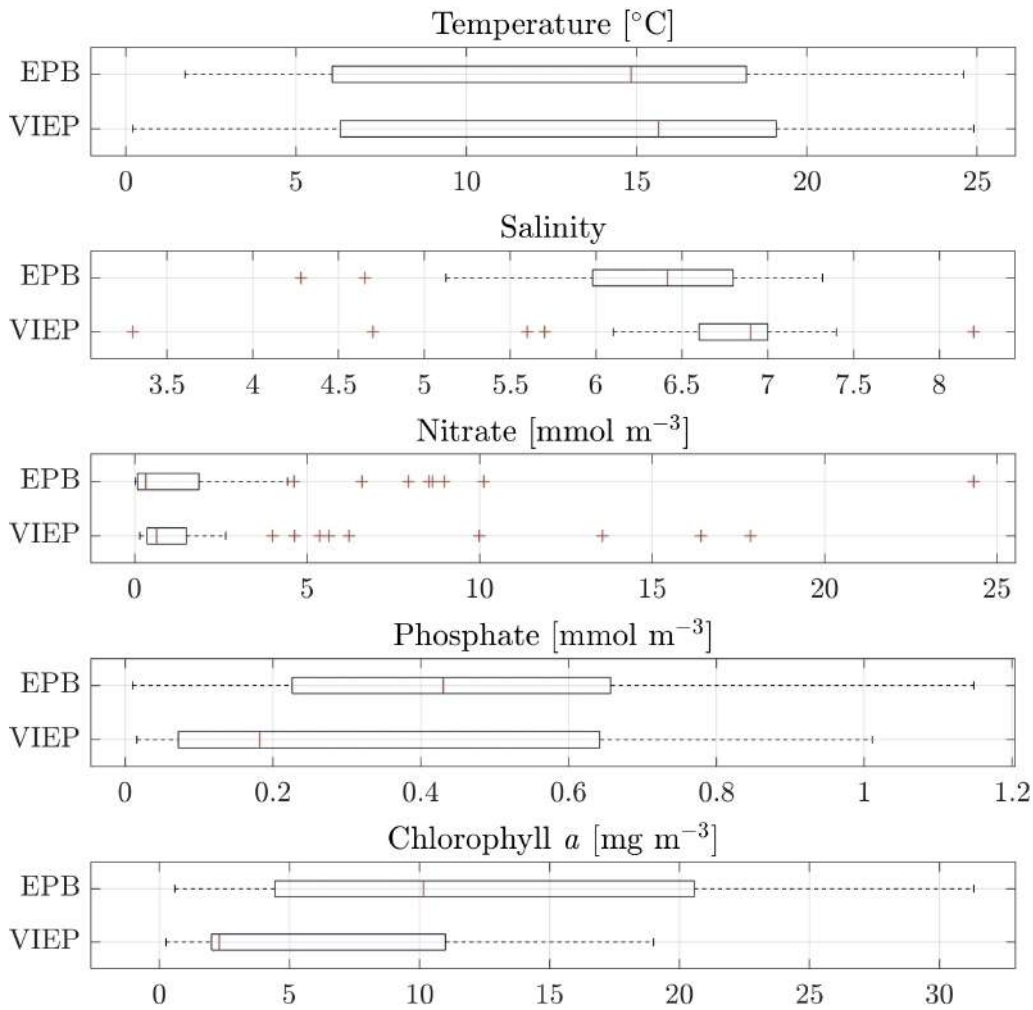 Temperature [°C]
EPB
VIEP
0 5 10 15 20 25
Salinity
EPB
VIEP
3.5 4 4.5 5 5.5 6 6.5 7 7.5 8
Nitrate [mmol m⁻³]
EPB
VIEP
0 5 10 15 20 25
Phosphate [mmol m⁻³]
EPB
VIEP
0 0.2 0.4 0.6 0.8 1 1.2
Chlorophyll a [mg m⁻³]
EPB
VIEP
0 5 10 15 20 25 30